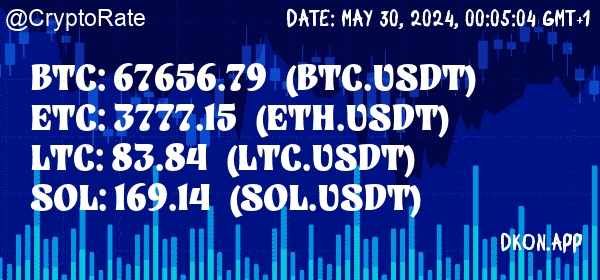 @CryptoRate
DATE: MAY 30, 2024, 00:05:04 GMT+1
BTC: 67656.79 (BTC.USDT)
ETC: 3777.15 (ETH.USDT)
LTC: 83.84 (LTC.USDT)
SOL: 169.14 (SOL.USDT)
DKON.APP